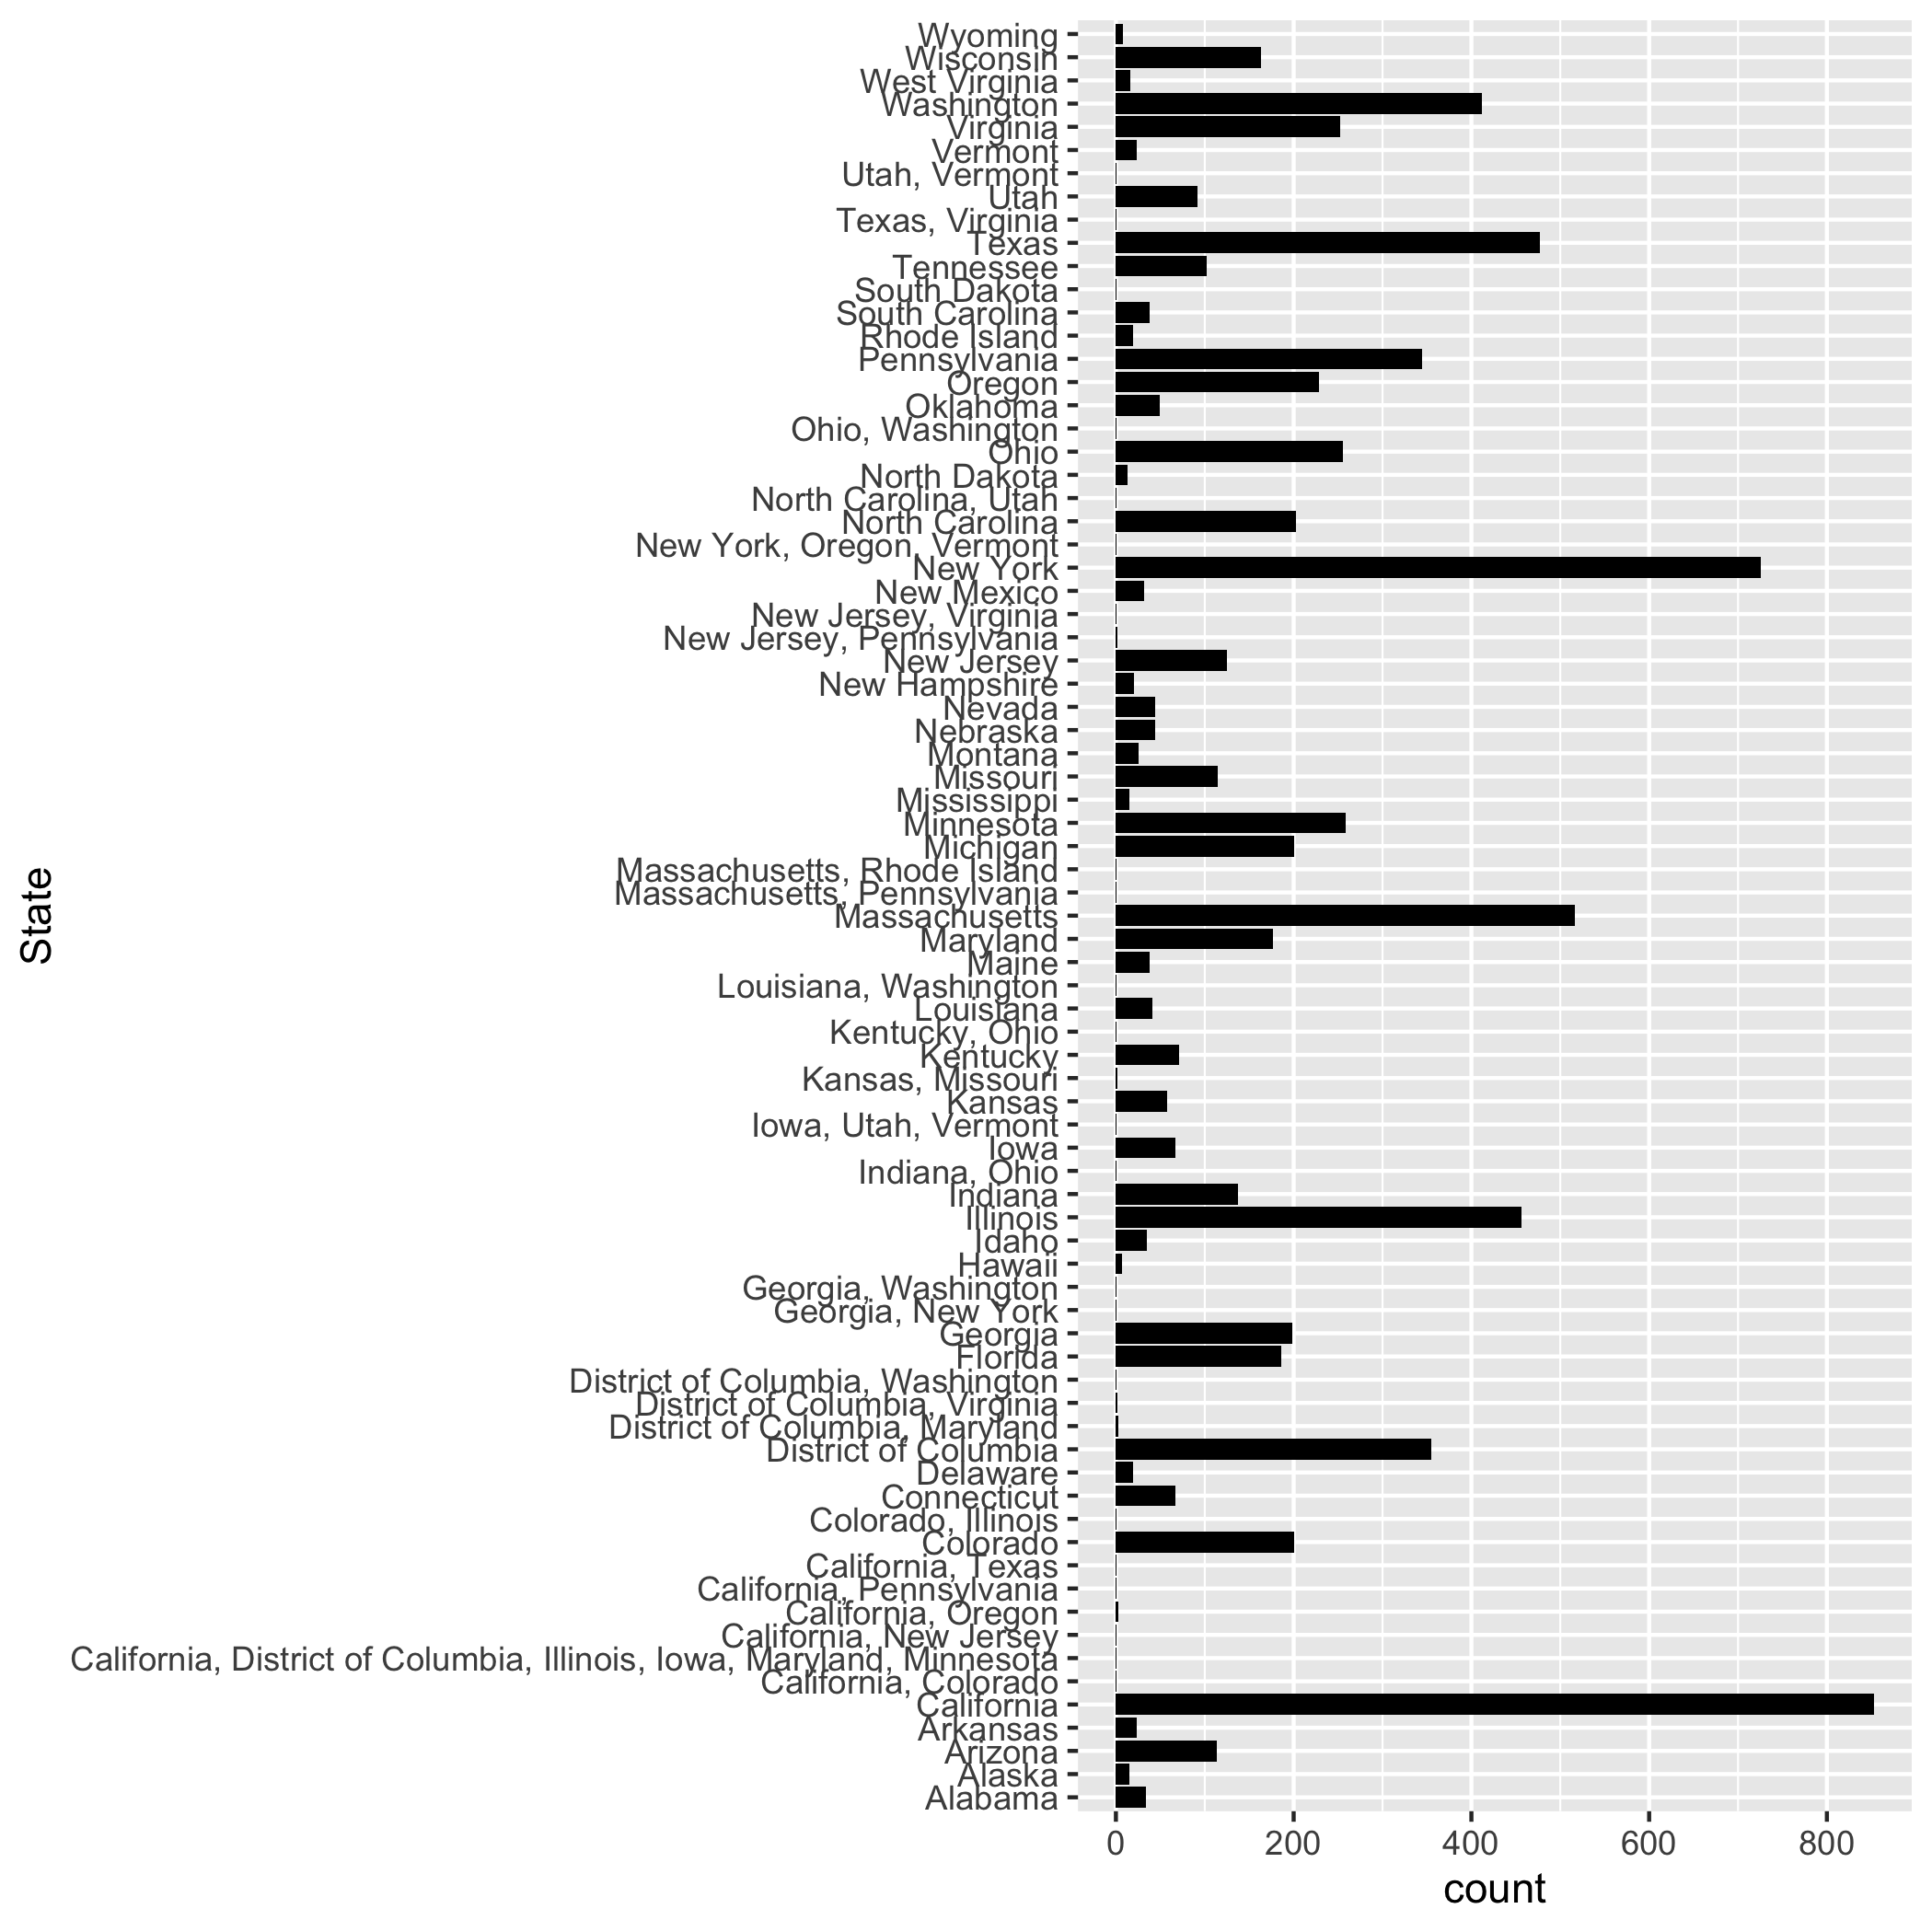 Wyoming
Wisconsin
West Virginia
Washington
Virginia
Vermont
Utah, Vermont
Utah
Texas, Virginia
Texas
Tennessee
South Dakota
South Carolina
Rhode Island
Pennsylvania
Oregon
Oklahoma
Ohio, Washington
Ohio
North Dakota
North Carolina, Utah
North Carolina
New York, Oregon, Vermont
New York
New Mexico
New Jersey, Virginia
New Jersey, Pennsylvania
New Jersey
New Hampshire
Nevada
Nebraska
Montana
Missouri
Mississippi
Minnesota
Michigan
Massachusetts, Rhode Island
Massachusetts, Pennsylvania
Massachusetts
Maryland
Maine
Louisiana, Washington
Louisiana
Kentucky, Ohio
Kentucky
Kansas, Missouri
Kansas
Iowa, Utah, Vermont
Iowa
Indiana, Ohio
Indiana
Illinois
Idaho
Hawaii
Georgia, Washington
Georgia, New York
Georgia
Florida
District of Columbia, Washington
District of Columbia, Virginia
District of Columbia, Maryland
District of Columbia
Delaware
Connecticut
Colorado, Illinois
Colorado
California, Texas
California, Pennsylvania
California, Oregon
California, New Jersey
California, District of Columbia, Illinois, Iowa, Maryland, Minnesota
California, Colorado
California
Arkansas
Arizona
Alaska
Alabama
State
0 200 400 600 800
count